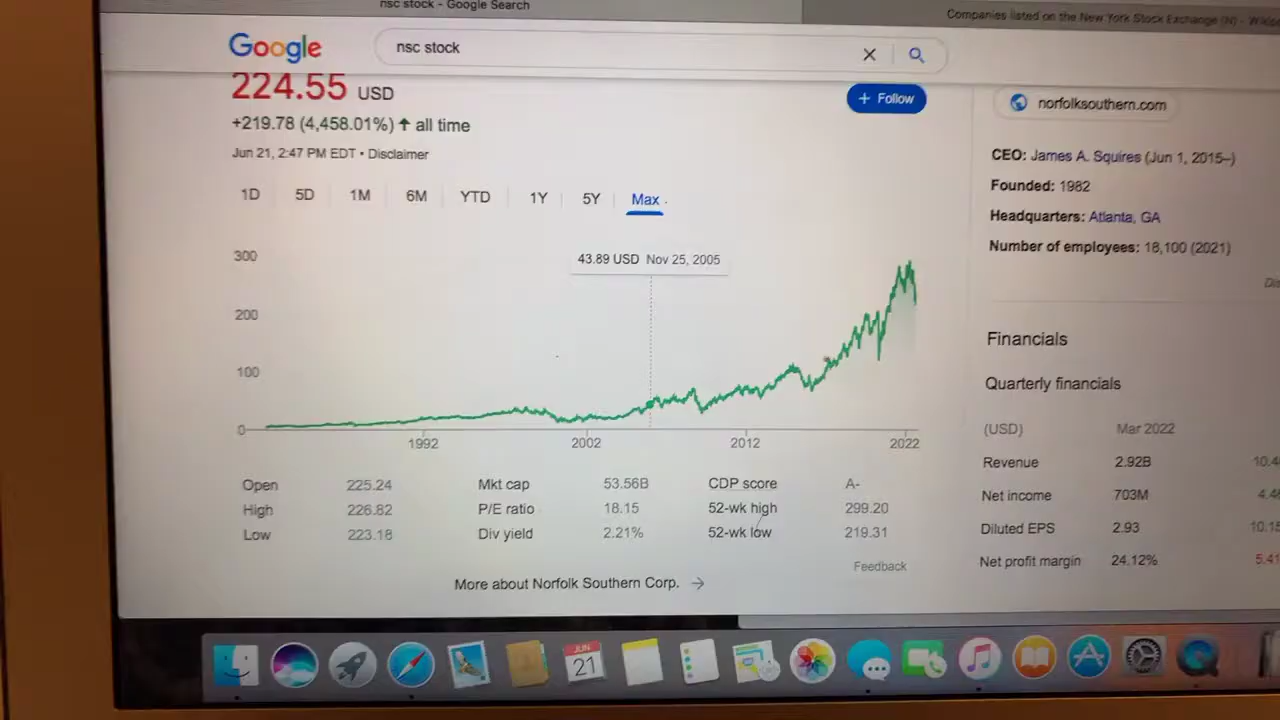 nsc stock - Google Search
Companies listed on the New York Stock Exchange (N) -
Google
nsc stock
224.55 USD
+ Follow
+219.78 (4,458.01%) ↑ all time
Jun 21, 2:47 PM EDT • Disclaimer
1D 5D 1M 6M YTD 1Y 5Y Max
300
43.89 USD Nov 25, 2005
200
100
0
1992 2002 2012 2022
Open 225.24 Mkt cap 53.56B CDP score A-
High 226.82 P/E ratio 18.15 52-wk high 299.20
Low 223.18 Div yield 2.21% 52-wk low 219.31
Feedback
More about Norfolk Southern Corp. →
norfolksouthern.com
CEO: James A. Squires (Jun 1, 2015–)
Founded: 1982
Headquarters: Atlanta, GA
Number of employees: 18,100 (2021)
Financials
Quarterly financials
(USD) Mar 2022
Revenue 2.92B
Net income 703M
Diluted EPS 2.93
Net profit margin 24.12%
JUN
21